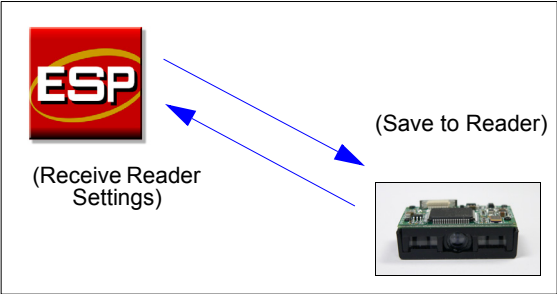 ESP
(Save to Reader)
(Receive Reader
Settings)